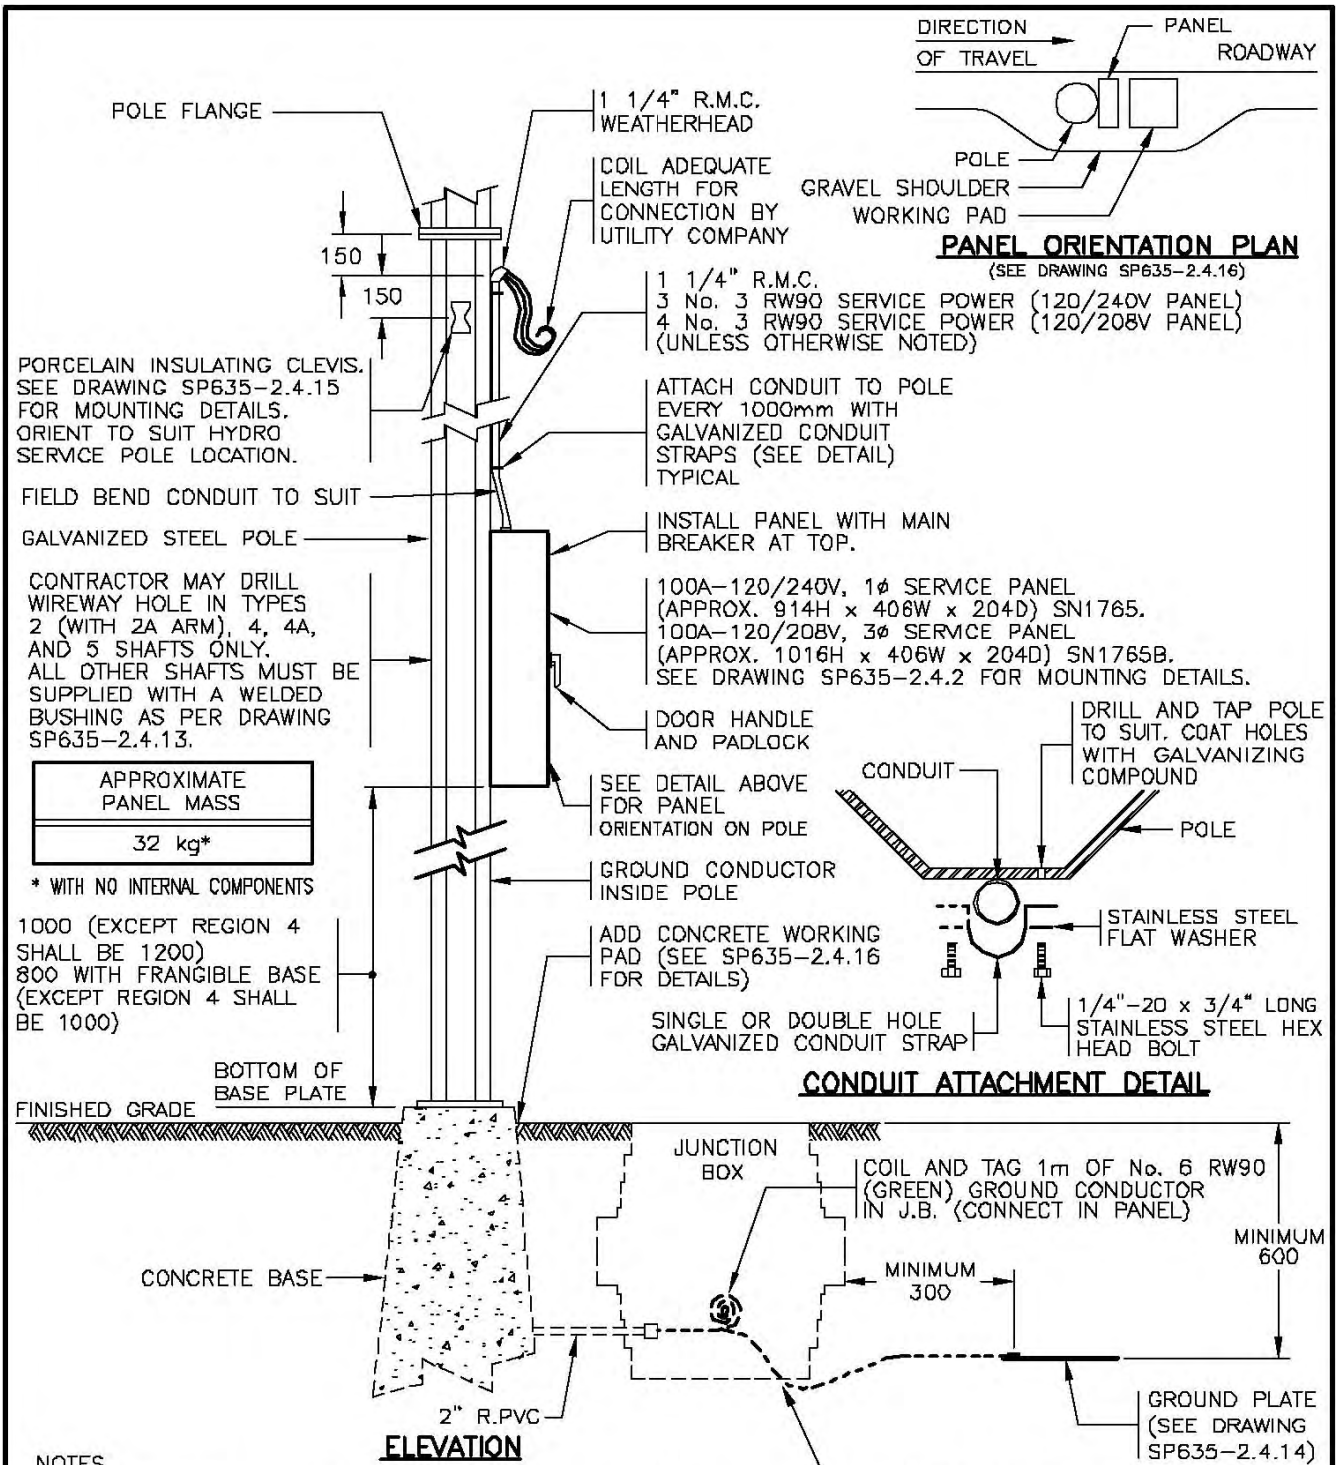 DIRECTION
OF TRAVEL
PANEL
ROADWAY
POLE
GRAVEL SHOULDER
WORKING PAD
PANEL ORIENTATION PLAN
(SEE DRAWING SP635-2.4.16)
POLE FLANGE
1 1/4" R.M.C.
WEATHERHEAD
COIL ADEQUATE
LENGTH FOR
CONNECTION BY
UTILITY COMPANY
150
150
1 1/4" R.M.C.
3 No. 3 RW90 SERVICE POWER (120/240V PANEL)
4 No. 3 RW90 SERVICE POWER (120/208V PANEL)
(UNLESS OTHERWISE NOTED)
PORCELAIN INSULATING CLEVIS.
SEE DRAWING SP635-2.4.15
FOR MOUNTING DETAILS.
ORIENT TO SUIT HYDRO
SERVICE POLE LOCATION.
ATTACH CONDUIT TO POLE
EVERY 1000mm WITH
GALVANIZED CONDUIT
STRAPS (SEE DETAIL)
TYPICAL
FIELD BEND CONDUIT TO SUIT
GALVANIZED STEEL POLE
INSTALL PANEL WITH MAIN
BREAKER AT TOP.
CONTRACTOR MAY DRILL
WIREWAY HOLE IN TYPES
2 (WITH 2A ARM), 4, 4A,
AND 5 SHAFTS ONLY.
ALL OTHER SHAFTS MUST BE
SUPPLIED WITH A WELDED
BUSHING AS PER DRAWING
SP635-2.4.13.
100A-120/240V, 1ø SERVICE PANEL
(APPROX. 914H x 406W x 204D) SN1765.
100A-120/208V, 3ø SERVICE PANEL
(APPROX. 1016H x 406W x 204D) SN1765B.
SEE DRAWING SP635-2.4.2 FOR MOUNTING DETAILS.
DOOR HANDLE
AND PADLOCK
DRILL AND TAP POLE
TO SUIT. COAT HOLES
WITH GALVANIZING
COMPOUND
CONDUIT
POLE
APPROXIMATE
PANEL MASS
32 kg*
* WITH NO INTERNAL COMPONENTS
SEE DETAIL ABOVE
FOR PANEL
ORIENTATION ON POLE
GROUND CONDUCTOR
INSIDE POLE
STAINLESS STEEL
FLAT WASHER
1000 (EXCEPT REGION 4
SHALL BE 1200)
800 WITH FRANGIBLE BASE
(EXCEPT REGION 4 SHALL
BE 1000)
ADD CONCRETE WORKING
PAD (SEE SP635-2.4.16
FOR DETAILS)
SINGLE OR DOUBLE HOLE
GALVANIZED CONDUIT STRAP
1/4"-20 x 3/4" LONG
STAINLESS STEEL HEX
HEAD BOLT
CONDUIT ATTACHMENT DETAIL
BOTTOM OF
BASE PLATE
FINISHED GRADE
JUNCTION
BOX
COIL AND TAG 1m OF No. 6 RW90
(GREEN) GROUND CONDUCTOR
IN J.B. (CONNECT IN PANEL)
MINIMUM
600
MINIMUM
300
CONCRETE BASE
2" R.PVC
GROUND PLATE
(SEE DRAWING
SP635-2.4.14)
ELEVATION
NOTES